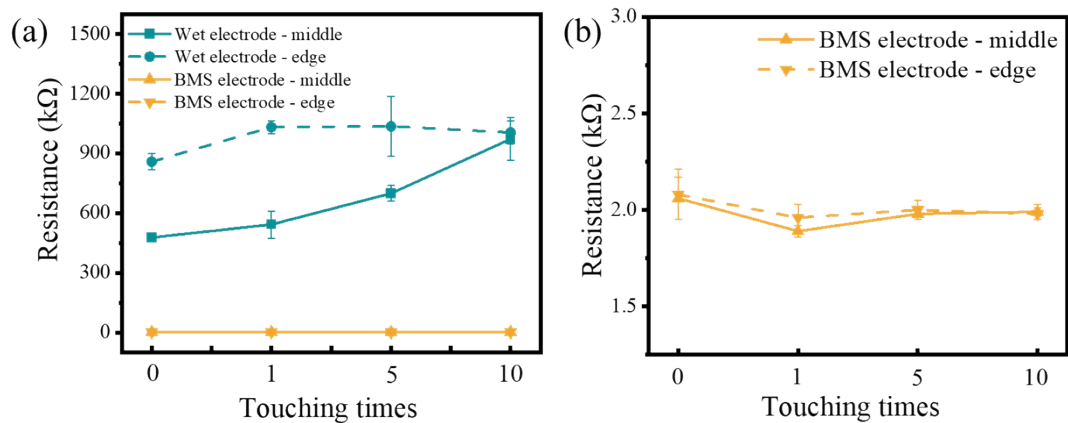 (a)
Wet electrode - middle
Wet electrode - edge
BMS electrode - middle
BMS electrode - edge
1500
1200
900
600
300
0
Resistance (kΩ)
0 1 5 10
Touching times
(b)
BMS electrode - middle
BMS electrode - edge
3.0
2.5
2.0
1.5
Resistance (kΩ)
0 1 5 10
Touching times